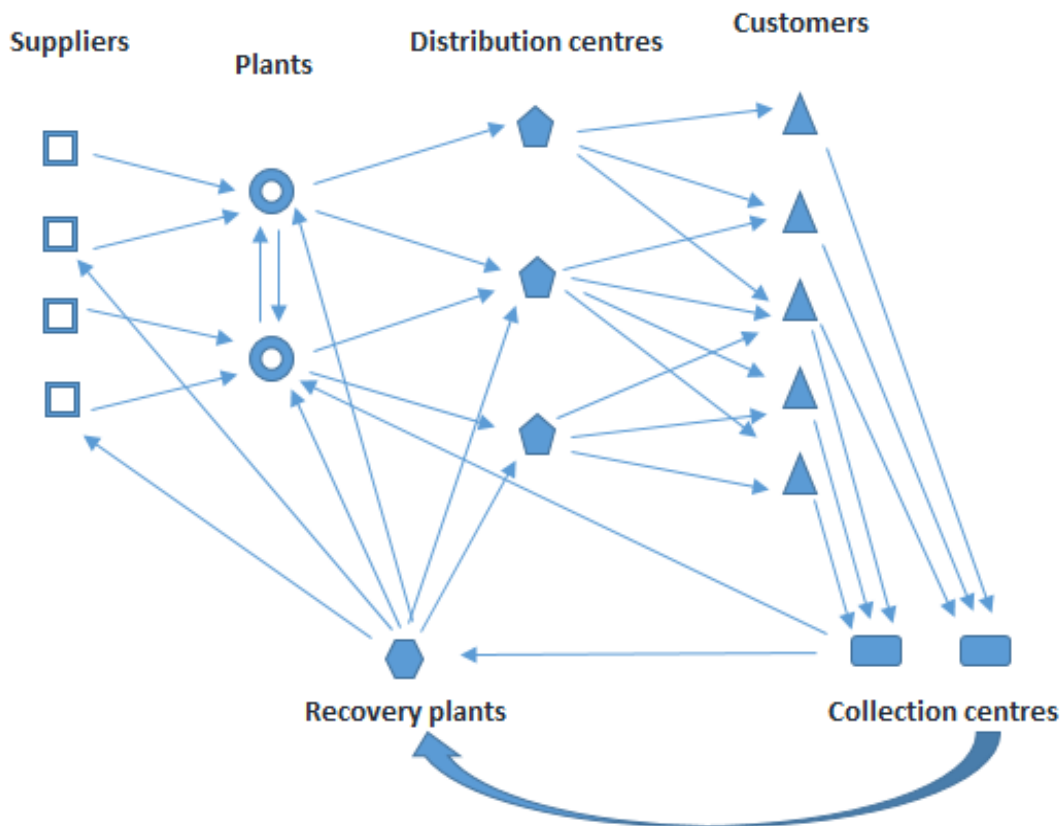 Suppliers
Plants
Distribution centres
Customers
Recovery plants
Collection centres